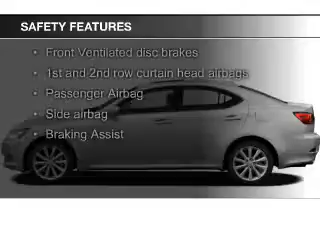 SAFETY FEATURES
• Front Ventilated disc brakes
• 1st and 2nd row curtain head airbags
• Passenger Airbag
• Side airbag
• Braking Assist